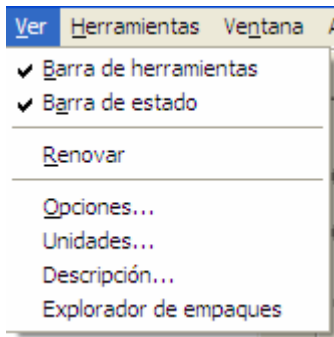 Ver Herramientas Ventana
Barra de herramientas
Barra de estado
Renovar
Opciones...
Unidades...
Descripción...
Explorador de empaques